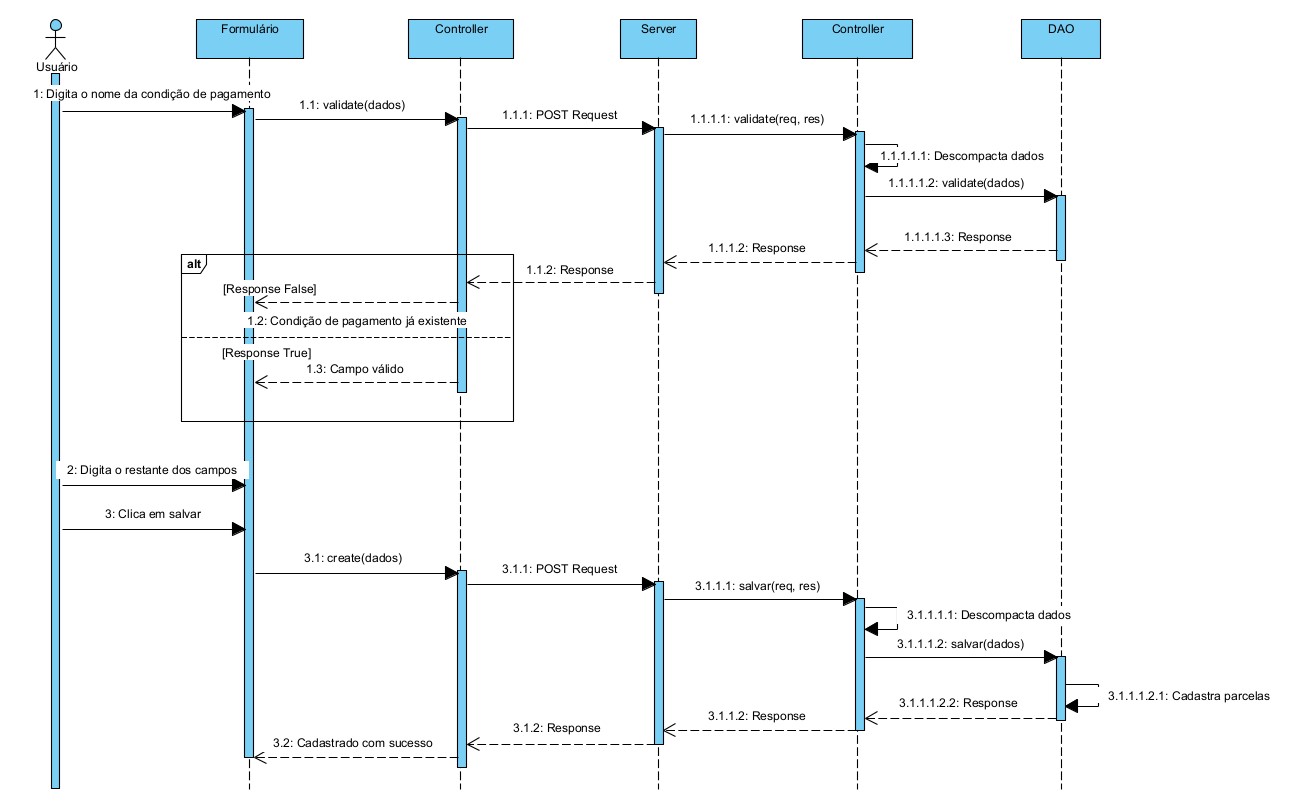 Formulário
Controller
Server
Controller
DAO
Usuário
1: Digita o nome da condição de pagamento
1.1: validate(dados)
1.1.1: POST Request
1.1.1.1: validate(req, res)
1.1.1.1.1: Descompacta dados
1.1.1.1.2: validate(dados)
1.1.1.1.3: Response
1.1.1.2: Response
1.1.2: Response
alt
[Response False]
1.2: Condição de pagamento já existente
[Response True]
1.3: Campo válido
2: Digita o restante dos campos
3: Clica em salvar
3.1: create(dados)
3.1.1: POST Request
3.1.1.1: salvar(req, res)
3.1.1.1.1: Descompacta dados
3.1.1.1.2: salvar(dados)
3.1.1.1.2.1: Cadastra parcelas
3.1.1.1.2.2: Response
3.1.1.2: Response
3.1.2: Response
3.2: Cadastrado com sucesso